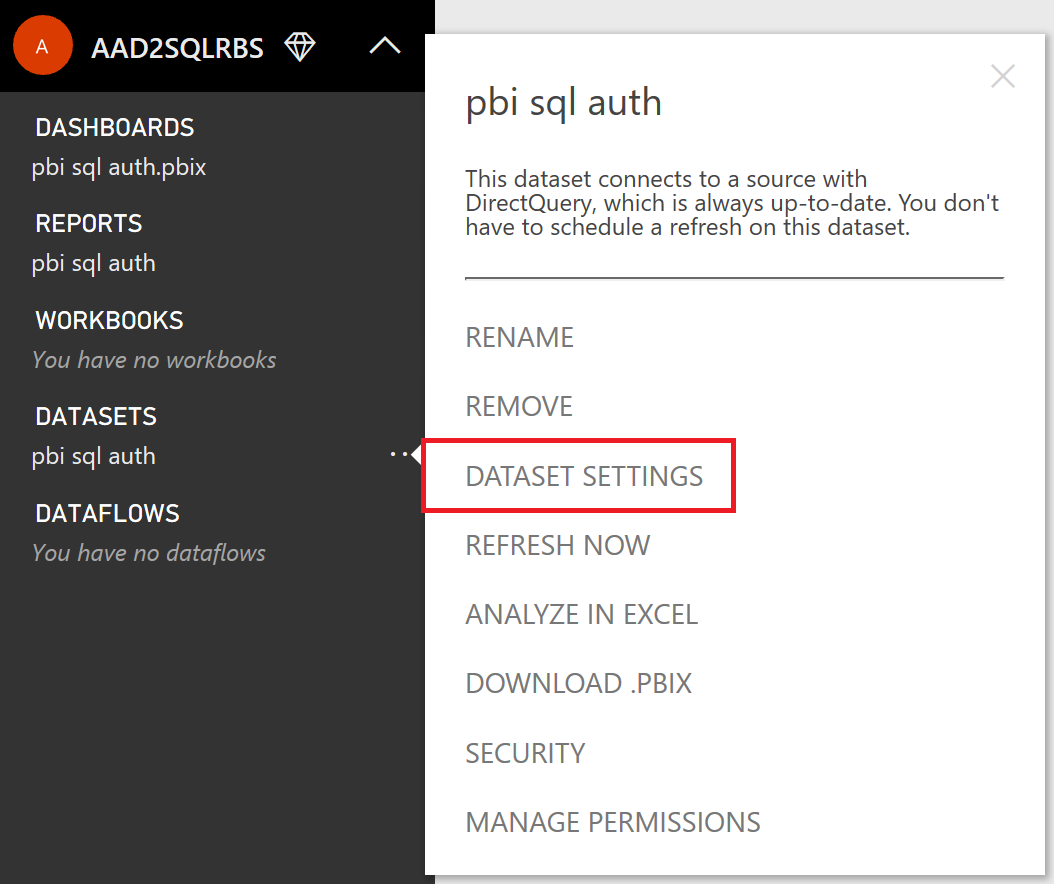 A
AAD2SQLRBS
DASHBOARDS
pbi sql auth.pbix
REPORTS
pbi sql auth
WORKBOOKS
You have no workbooks
DATASETS
pbi sql auth
DATAFLOWS
You have no dataflows
pbi sql auth
This dataset connects to a source with
DirectQuery, which is always up-to-date. You don't
have to schedule a refresh on this dataset.
RENAME
REMOVE
DATASET SETTINGS
REFRESH NOW
ANALYZE IN EXCEL
DOWNLOAD .PBIX
SECURITY
MANAGE PERMISSIONS